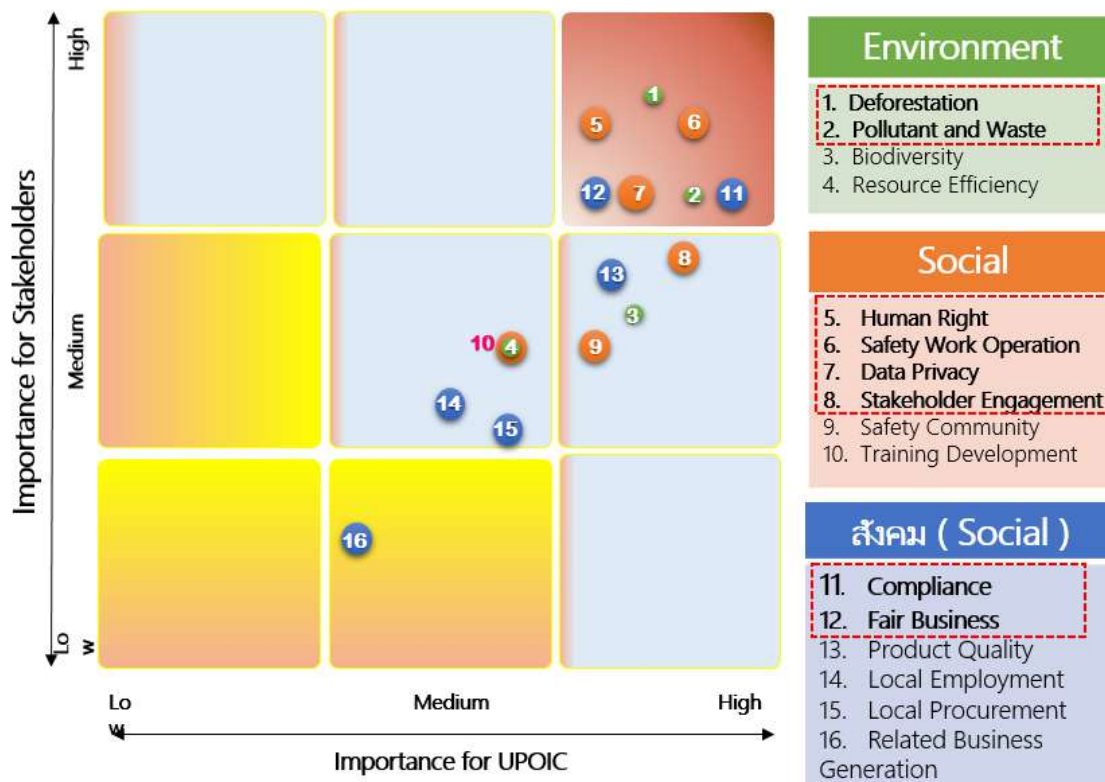 High
Medium
Lo
w
Importance for Stakeholders
1
5
6
12
7
2
11
8
13
3
10
4
9
14
15
16
Lo
w
Medium
High
Importance for UPOIC
Environment
1. Deforestation
2. Pollutant and Waste
3. Biodiversity
4. Resource Efficiency
Social
5. Human Right
6. Safety Work Operation
7. Data Privacy
8. Stakeholder Engagement
9. Safety Community
10. Training Development
สังคม ( Social )
11. Compliance
12. Fair Business
13. Product Quality
14. Local Employment
15. Local Procurement
16. Related Business
Generation